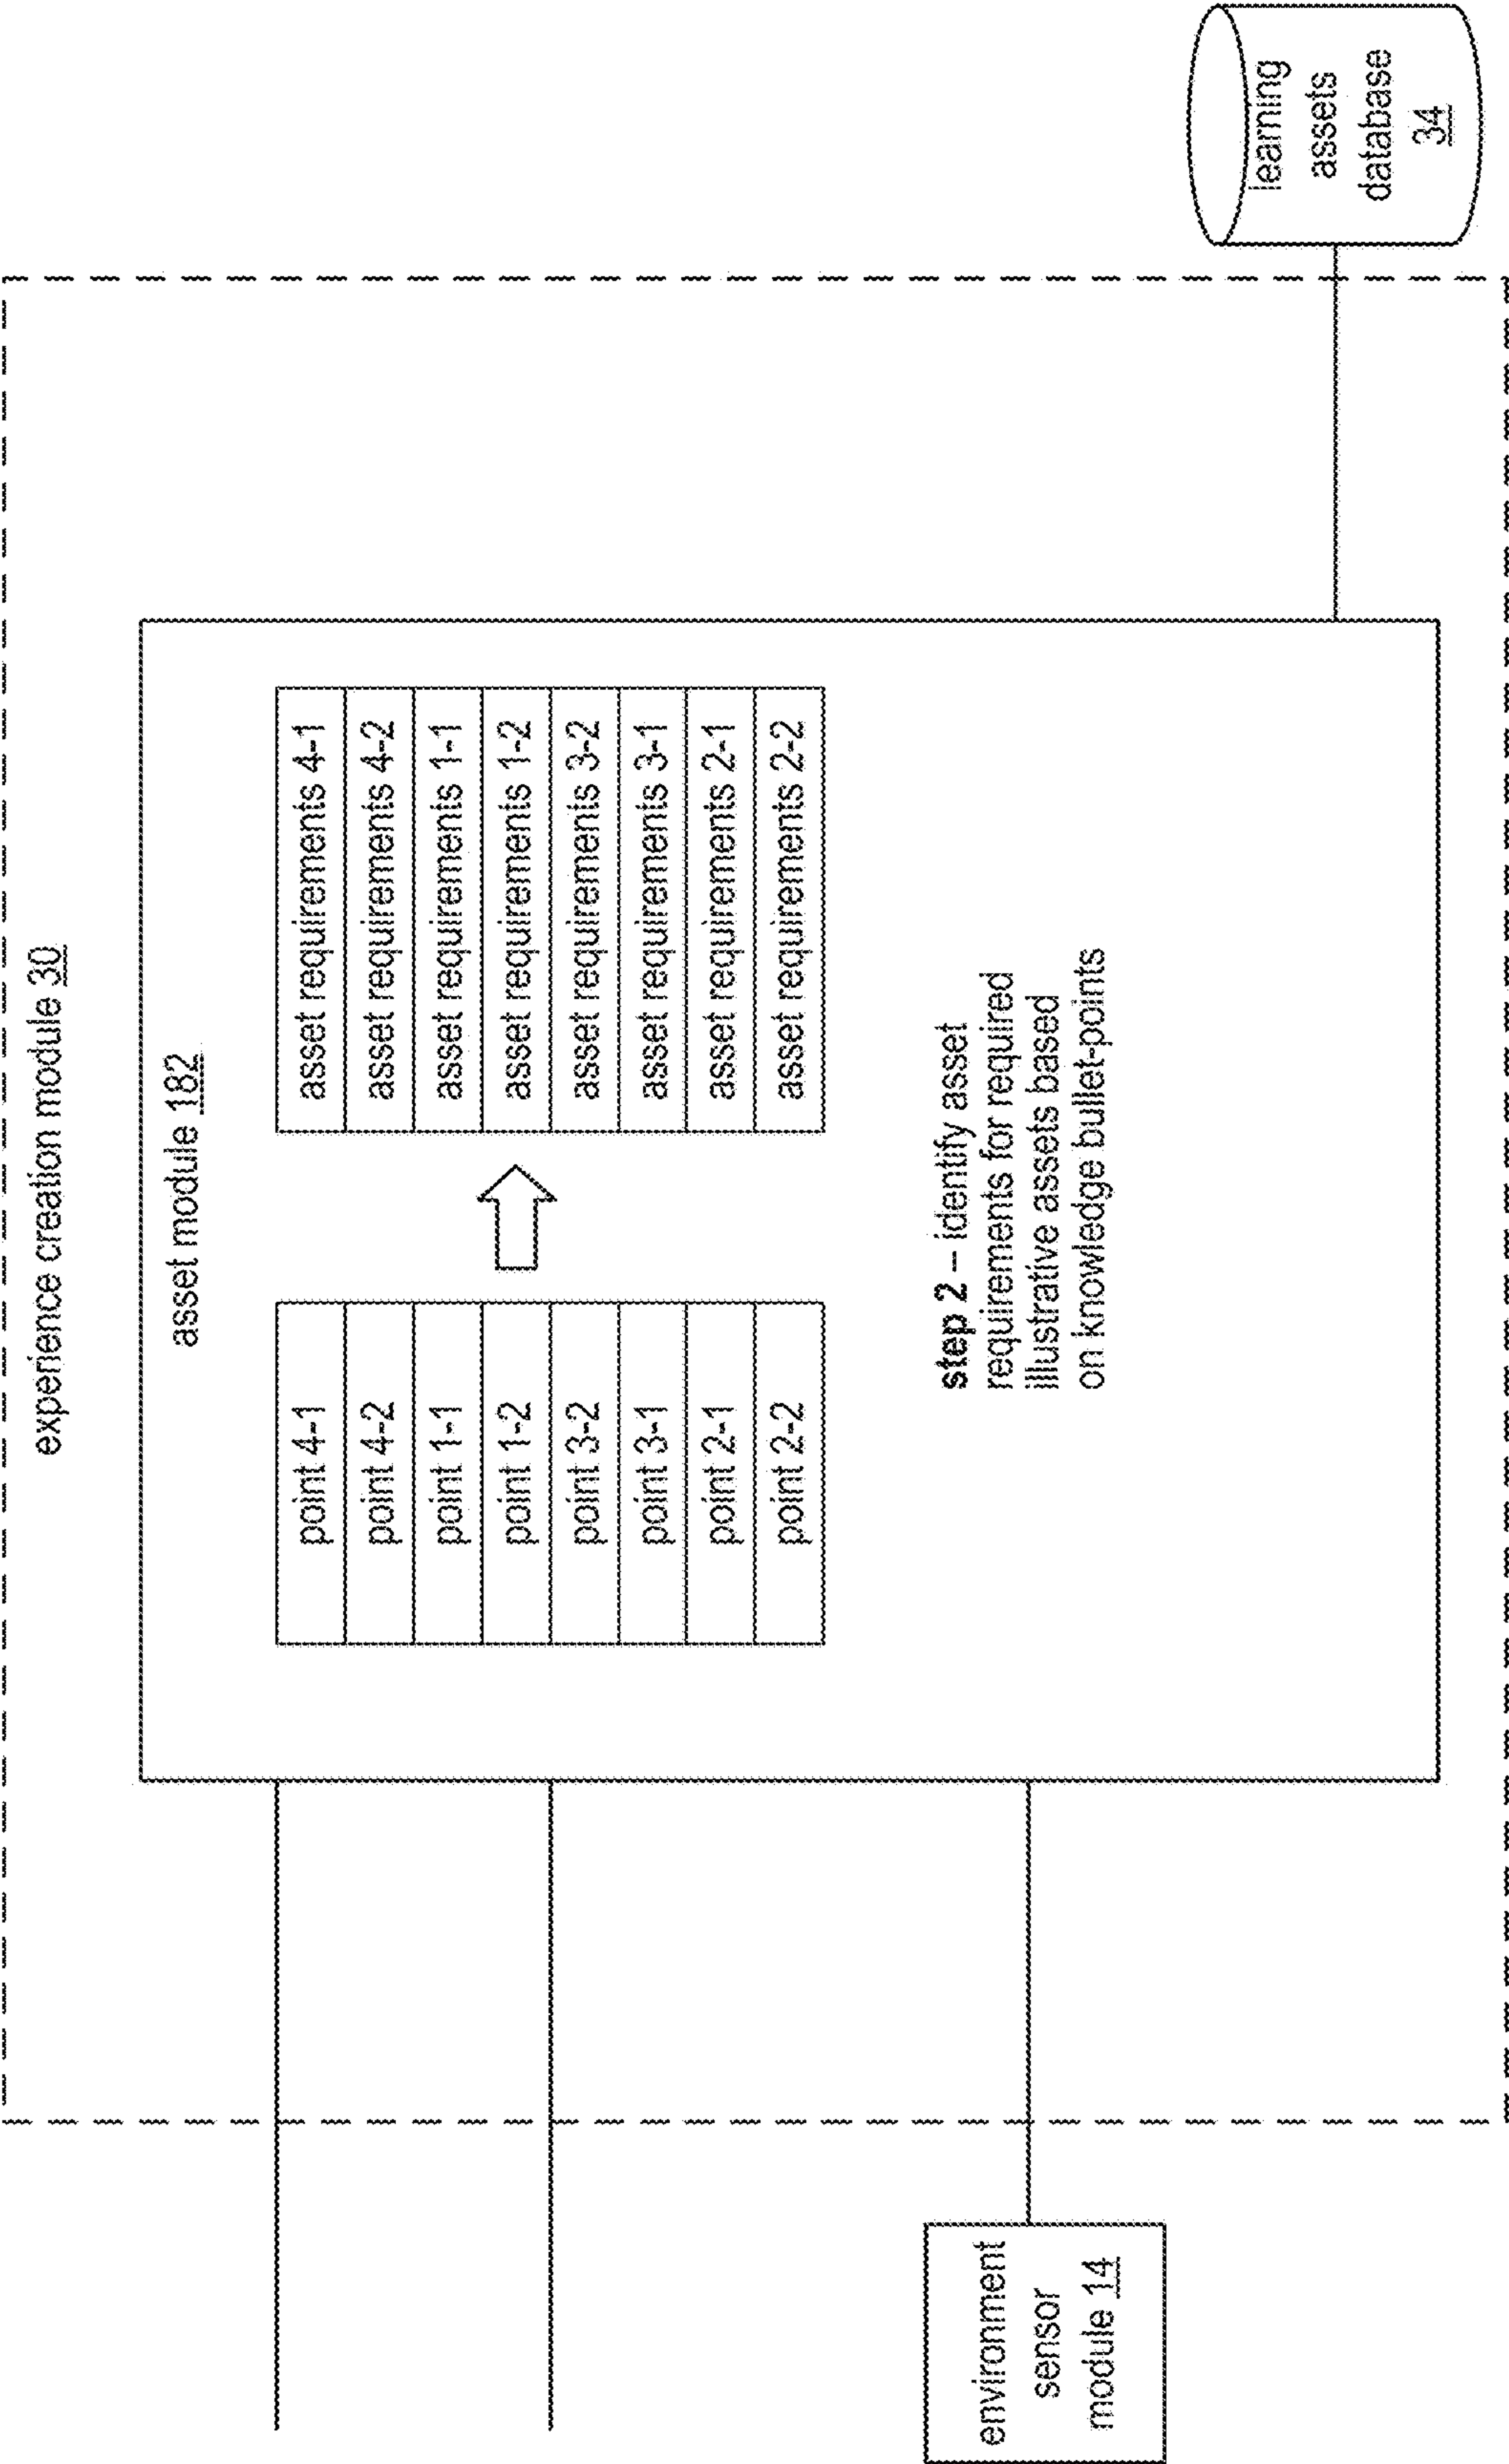 experience creation module 30
asset module 182
point 4-1
point 4-2
point 1-1
point 1-2
point 3-2
point 3-1
point 2-1
point 2-2
asset requirements 4-1
asset requirements 4-2
asset requirements 1-1
asset requirements 1-2
asset requirements 3-2
asset requirements 3-1
asset requirements 2-1
asset requirements 2-2
step 2 – identify asset
requirements for required
illustrative assets based
on knowledge bullet-points
environment
sensor
module 14
learning
assets
database
34